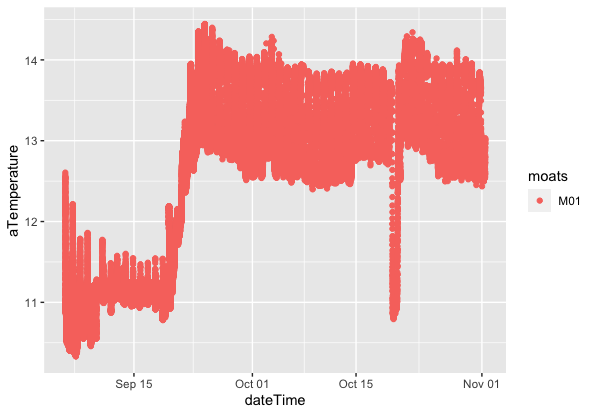 14
13
12
11
aTemperature
Sep 15
Oct 01
Oct 15
Nov 01
dateTime
moats
M01